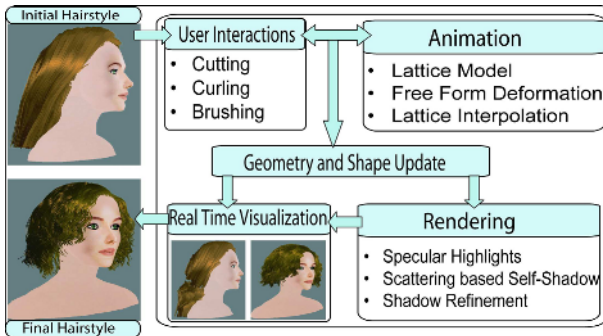 Initial Hairstyle
User Interactions
• Cutting
• Curling
• Brushing
Animation
• Lattice Model
• Free Form Deformation
• Lattice Interpolation
Geometry and Shape Update
Real Time Visualization
Rendering
• Specular Highlights
• Scattering based Self-Shadow
• Shadow Refinement
Final Hairstyle